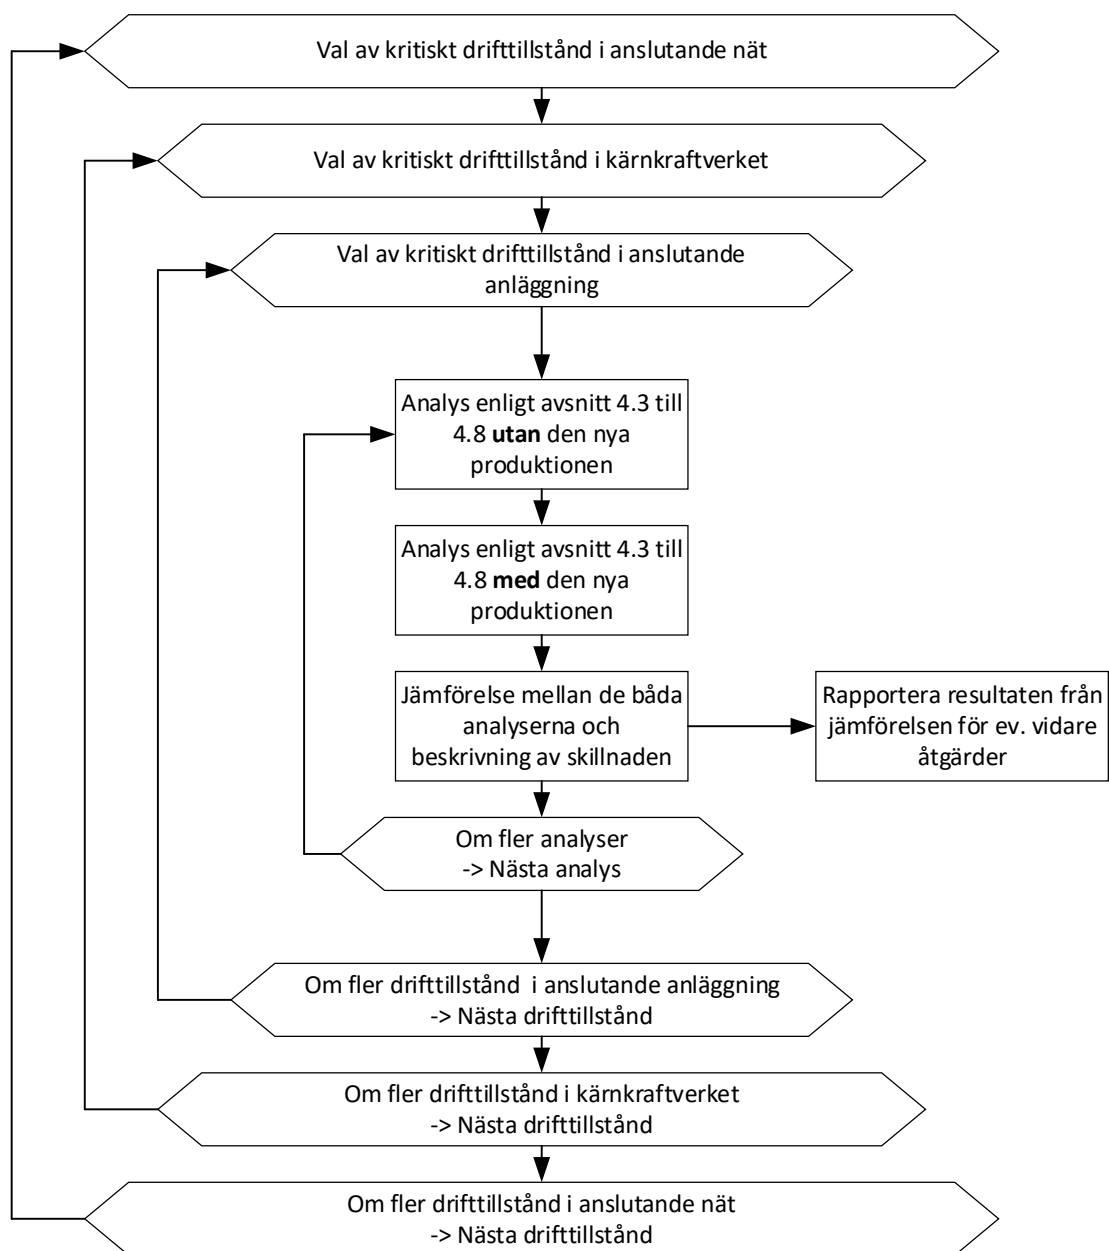 Val av kritiskt drifttillstånd i anslutande nät
Val av kritiskt drifttillstånd i kärnkraftverket
Val av kritiskt drifttillstånd i anslutande
anläggning
Analys enligt avsnitt 4.3 till
4.8 utan den nya
produktionen
Analys enligt avsnitt 4.3 till
4.8 med den nya
produktionen
Jämförelse mellan de båda
analyserna och
beskrivning av skillnaden
Rapportera resultaten från
jämförelsen för ev. vidare
åtgärder
Om fler analyser
-> Nästa analys
Om fler drifttillstånd  i anslutande anläggning
-> Nästa drifttillstånd
Om fler drifttillstånd i kärnkraftverket
-> Nästa drifttillstånd
Om fler drifttillstånd i anslutande nät
-> Nästa drifttillstånd